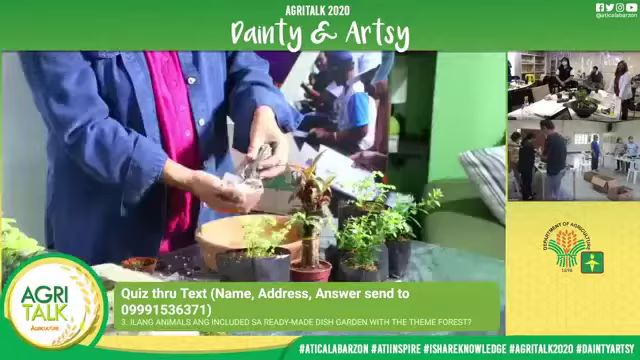 AGRITALK 2020
Dainty & Artsy
@aticalabarzon
DEPARTMENT OF AGRICULTURE
1898
AGRI
TALK
AGRICULTURE
Quiz thru Text (Name, Address, Answer send to
09991536371)
3. ILANG ANIMALS ANG INCLUDED SA READY-MADE DISH GARDEN WITH THE THEME FOREST?
#ATICALABARZON #ATIINSPIRE #ISHAREKNOWLEDGE #AGRITALK2020 #DAINTYARTSY